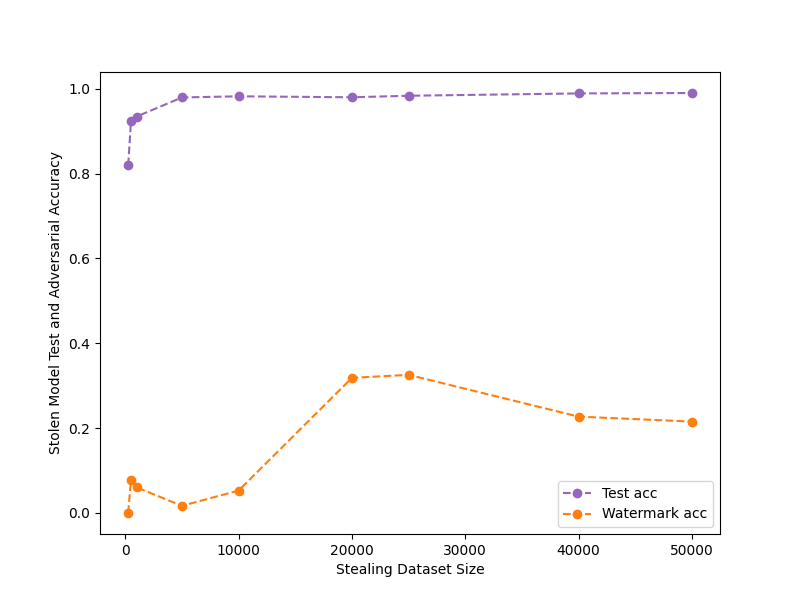 1.0
0.8
0.6
0.4
0.2
0.0
Stolen Model Test and Adversarial Accuracy
Test acc
Watermark acc
0 10000 20000 30000 40000 50000
Stealing Dataset Size